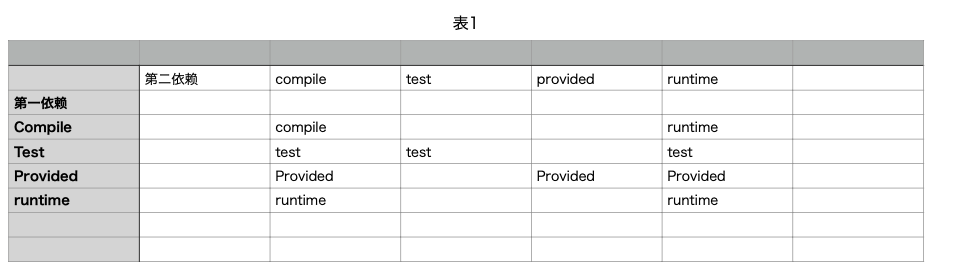 表1
第二依赖 compile test provided runtime
第一依赖
Compile compile runtime
Test test test test
Provided Provided Provided Provided
runtime runtime runtime